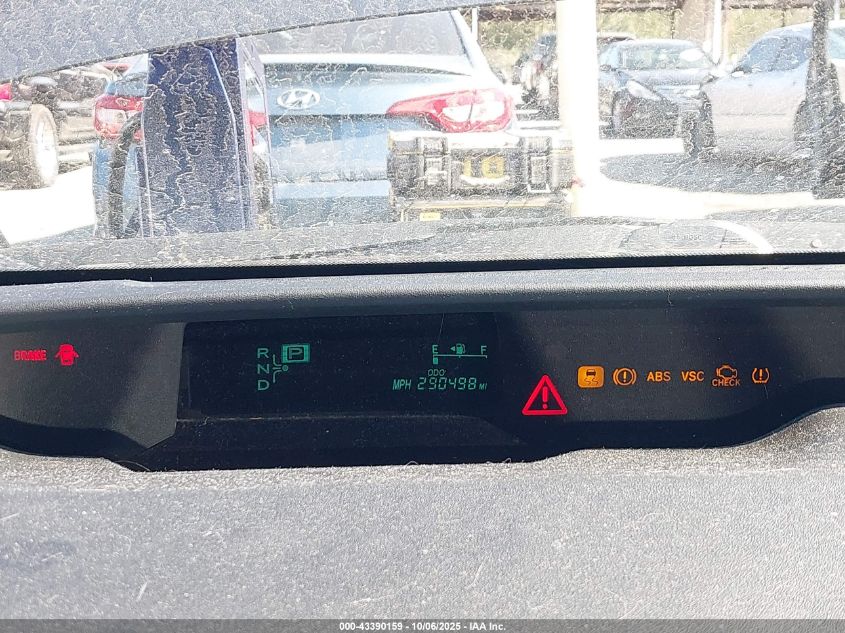 BRAKE
R P
N
D
E F
ODO
MPH 290498 MI
ABS VSC CHECK
000-43390159 - 10/06/2025 - IAA Inc.